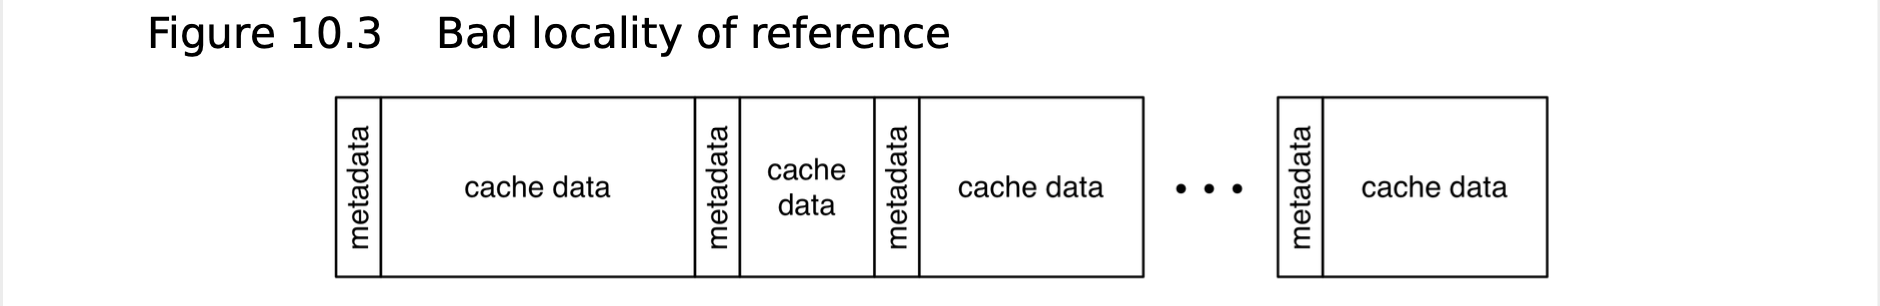 Figure 10.3 Bad locality of reference
metadata
cache data
metadata
cache
data
metadata
cache data
• • •
metadata
cache data